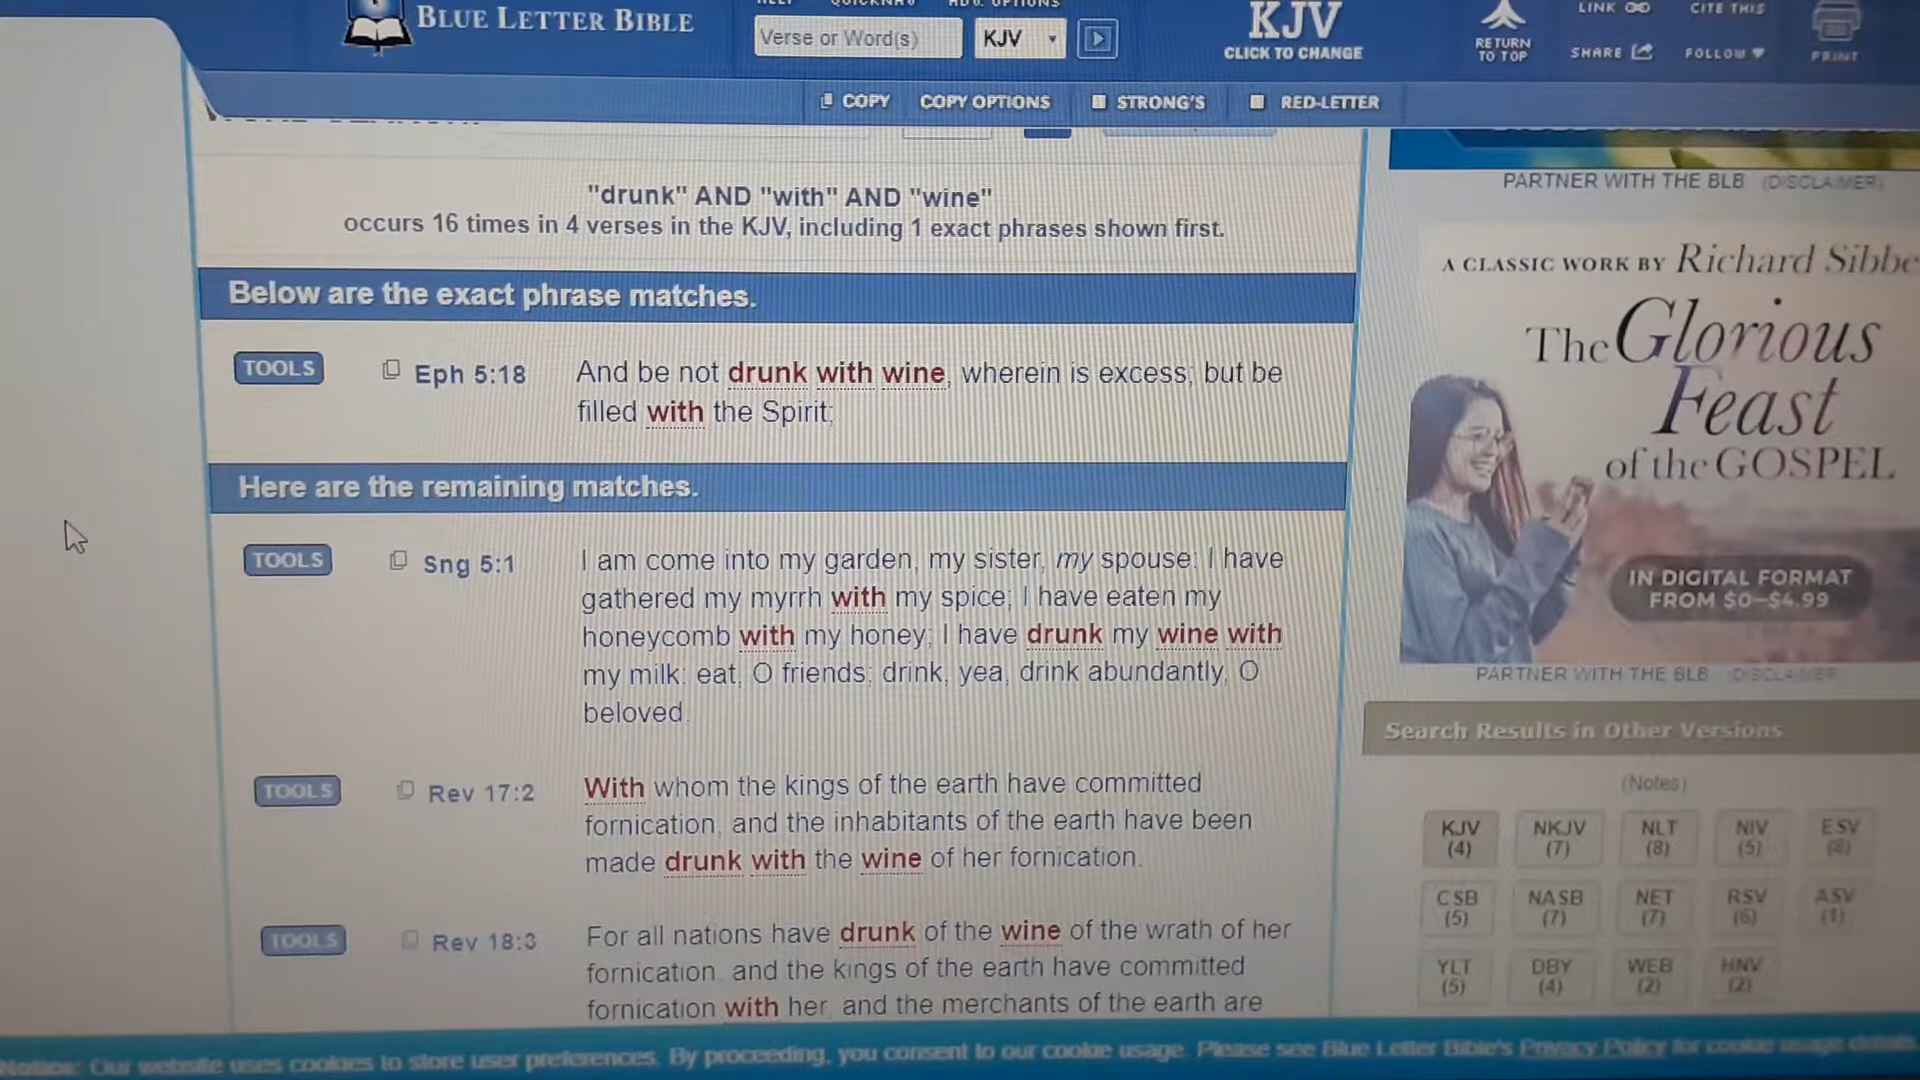 BLUE LETTER BIBLE
Verse or Word(s)
KJV
KJV
CLICK TO CHANGE
RETURN
TO TOP
LINK
CITE THIS
SHARE
FOLLOW
PRINT
COPY
COPY OPTIONS
STRONG'S
RED-LETTER
"drunk" AND "with" AND "wine"
occurs 16 times in 4 verses in the KJV, including 1 exact phrases shown first.
Below are the exact phrase matches.
TOOLS
Eph 5:18
And be not drunk with wine, wherein is excess; but be
filled with the Spirit;
Here are the remaining matches.
TOOLS
Sng 5:1
I am come into my garden, my sister, my spouse: I have
gathered my myrrh with my spice; I have eaten my
honeycomb with my honey; I have drunk my wine with
my milk: eat, O friends; drink, yea, drink abundantly, O
beloved.
TOOLS
Rev 17:2
With whom the kings of the earth have committed
fornication, and the inhabitants of the earth have been
made drunk with the wine of her fornication.
TOOLS
Rev 18:3
For all nations have drunk of the wine of the wrath of her
fornication, and the kings of the earth have committed
fornication with her, and the merchants of the earth are
PARTNER WITH THE BLB (DISCLAIMER)
A CLASSIC WORK BY Richard Sibbe
The Glorious
Feast
of the GOSPEL
IN DIGITAL FORMAT
FROM $0–$4.99
PARTNER WITH THE BLB (DISCLAIMER
Search Results in Other Versions
(Notes)
KJV NKJV NLT NIV ESV
(4) (7) (8) (5)
CSB NASB NET RSV ASV
(5) (7) (7) (6) (1)
YLT DBY WEB HNV
(5) (4) (2) (2)
Notice: Our website uses cookies to store user preferences. By proceeding, you consent to our cookie usage. Please see Blue Letter Bible's Privacy Policy for cookie usage details.